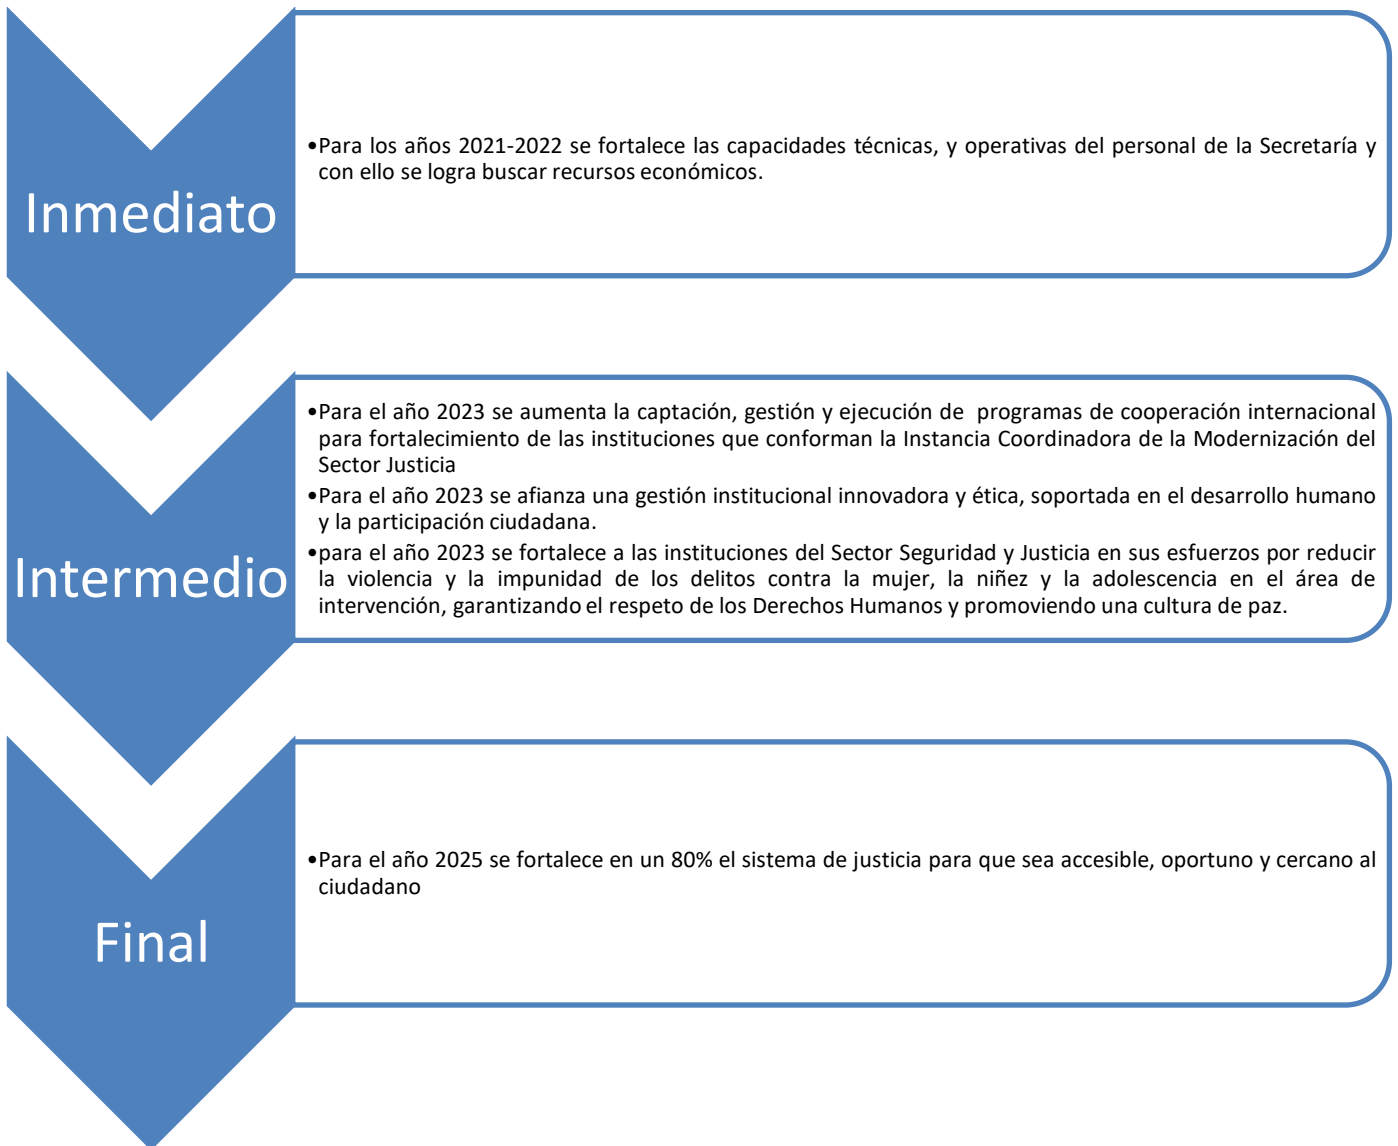 Inmediato
•Para los años 2021-2022 se fortalece las capacidades técnicas, y operativas del personal de la Secretaría y
con ello se logra buscar recursos económicos.
Intermedio
•Para el año 2023 se aumenta la captación, gestión y ejecución de programas de cooperación internacional
para fortalecimiento de las instituciones que conforman la Instancia Coordinadora de la Modernización del
Sector Justicia
•Para el año 2023 se afianza una gestión institucional innovadora y ética, soportada en el desarrollo humano
y la participación ciudadana.
•para el año 2023 se fortalece a las instituciones del Sector Seguridad y Justicia en sus esfuerzos por reducir
la violencia y la impunidad de los delitos contra la mujer, la niñez y la adolescencia en el área de
intervención, garantizando el respeto de los Derechos Humanos y promoviendo una cultura de paz.
Final
•Para el año 2025 se fortalece en un 80% el sistema de justicia para que sea accesible, oportuno y cercano al
ciudadano